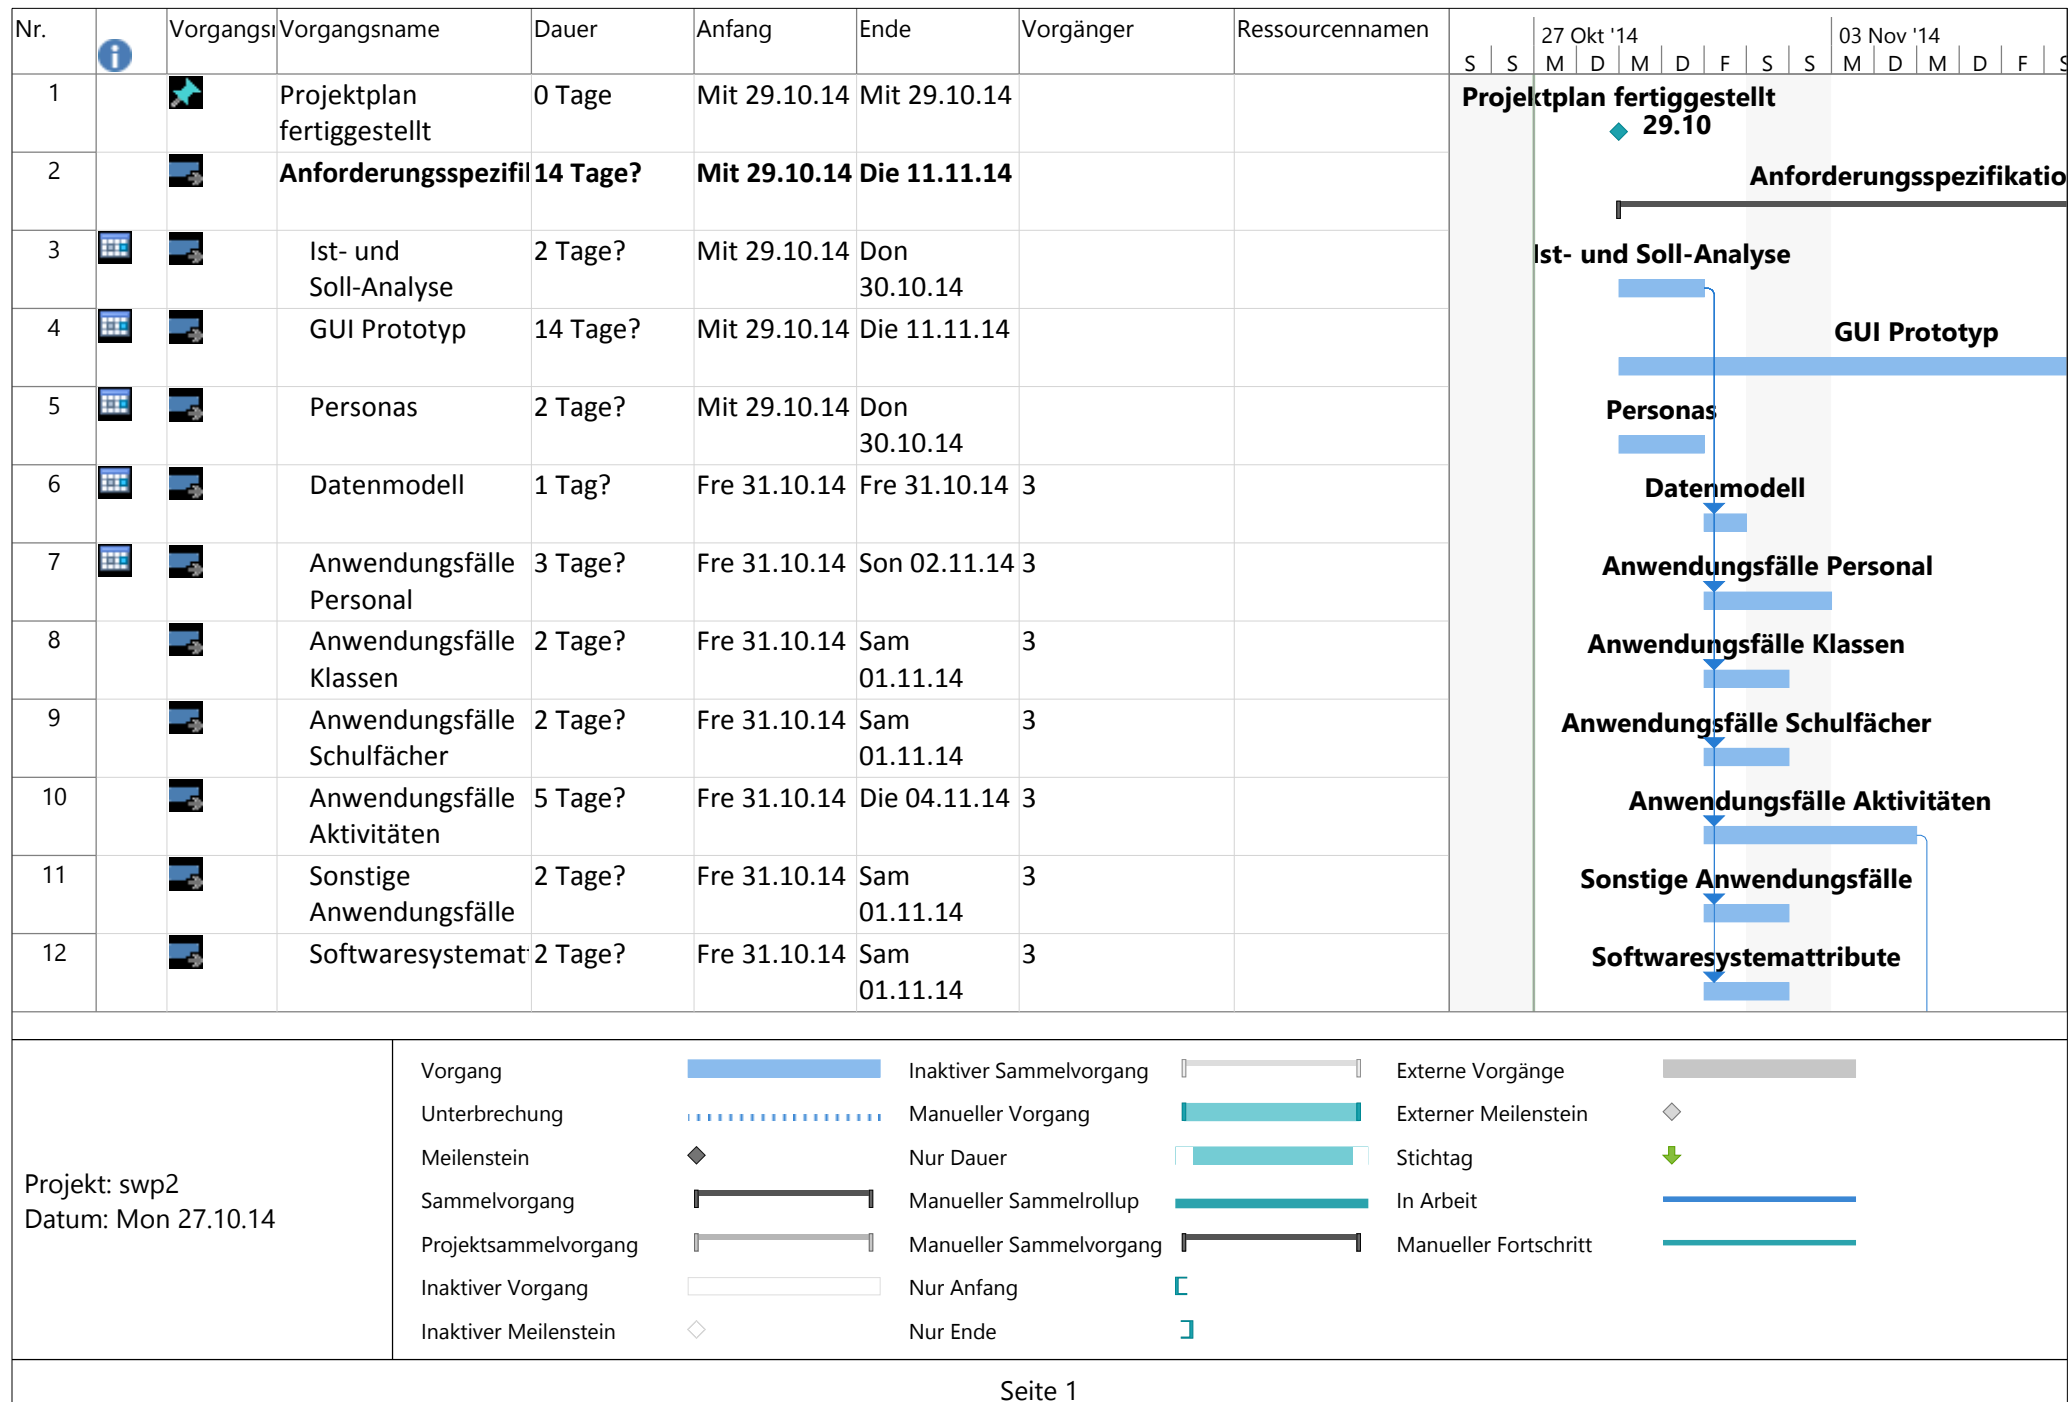 Nr. Vorgangsr Vorgangsname Dauer Anfang Ende Vorgänger Ressourcennamen
27 Okt '14 03 Nov '14
S S M D M D F S S M D M D F S
1 Projektplan fertiggestellt 0 Tage Mit 29.10.14 Mit 29.10.14
Projektplan fertiggestellt
29.10
2 Anforderungsspezifi 14 Tage? Mit 29.10.14 Die 11.11.14
Anforderungsspezifikatio
3 Ist- und Soll-Analyse 2 Tage? Mit 29.10.14 Don 30.10.14
Ist- und Soll-Analyse
4 GUI Prototyp 14 Tage? Mit 29.10.14 Die 11.11.14
GUI Prototyp
5 Personas 2 Tage? Mit 29.10.14 Don 30.10.14
Personas
6 Datenmodell 1 Tag? Fre 31.10.14 Fre 31.10.14 3
Datenmodell
7 Anwendungsfälle Personal 3 Tage? Fre 31.10.14 Son 02.11.14 3
Anwendungsfälle Personal
8 Anwendungsfälle Klassen 2 Tage? Fre 31.10.14 Sam 01.11.14 3
Anwendungsfälle Klassen
9 Anwendungsfälle Schulfächer 2 Tage? Fre 31.10.14 Sam 01.11.14 3
Anwendungsfälle Schulfächer
10 Anwendungsfälle Aktivitäten 5 Tage? Fre 31.10.14 Die 04.11.14 3
Anwendungsfälle Aktivitäten
11 Sonstige Anwendungsfälle 2 Tage? Fre 31.10.14 Sam 01.11.14 3
Sonstige Anwendungsfälle
12 Softwaresystemat 2 Tage? Fre 31.10.14 Sam 01.11.14 3
Softwaresystemattribute
Projekt: swp2
Datum: Mon 27.10.14
Vorgang
Unterbrechung
Meilenstein
Sammelvorgang
Projektsammelvorgang
Inaktiver Vorgang
Inaktiver Meilenstein
Inaktiver Sammelvorgang
Manueller Vorgang
Nur Dauer
Manueller Sammelrollup
Manueller Sammelvorgang
Nur Anfang
Nur Ende
Externe Vorgänge
Externer Meilenstein
Stichtag
In Arbeit
Manueller Fortschritt
Seite 1